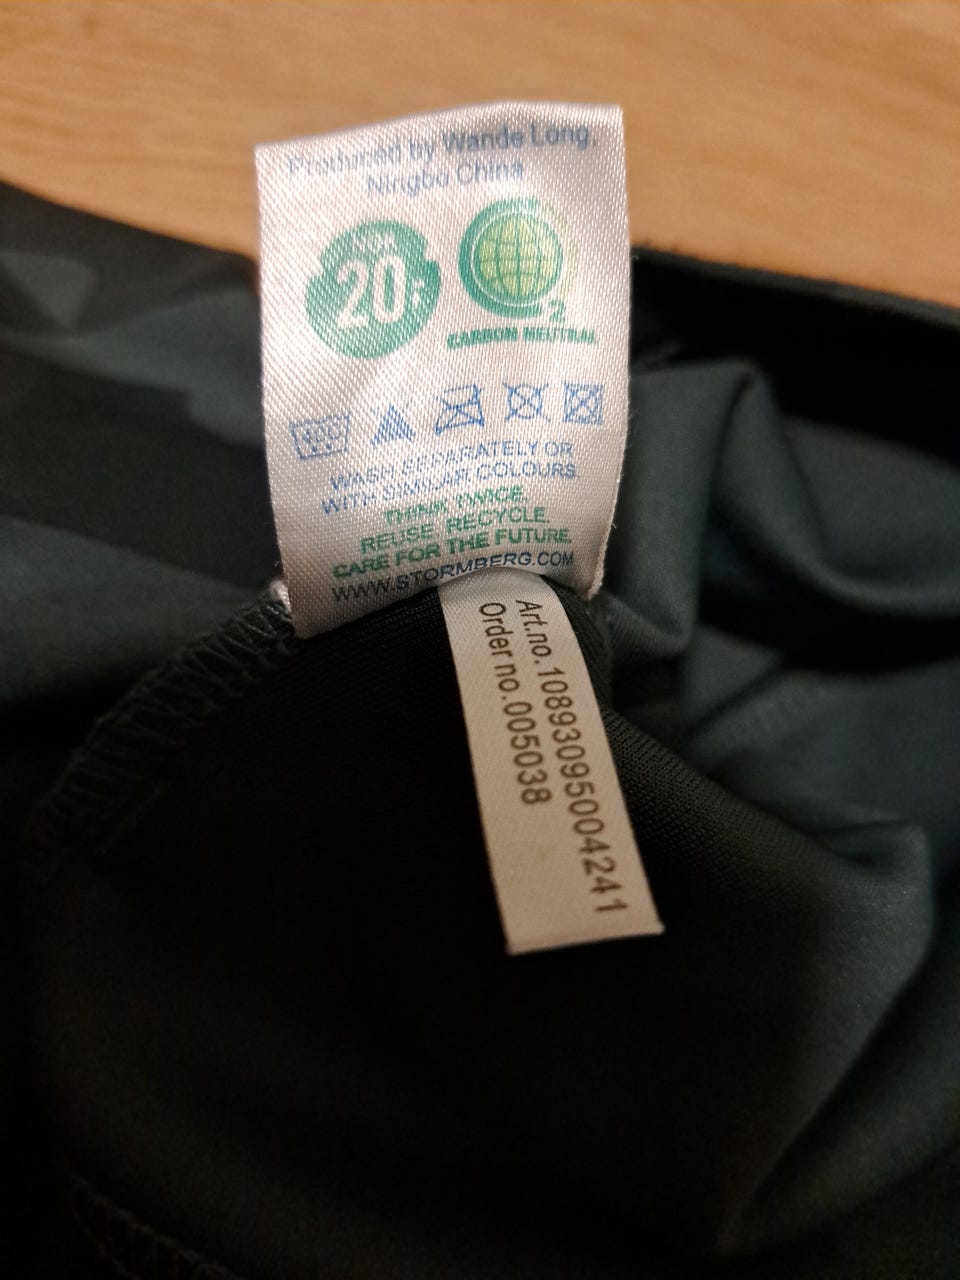 Produced by Wande Long,
Ningbo China
20:
2
CARBON NEUTRAL
WASH SEPARATELY OR
WITH SIMILAR COLOURS.
THINK TWICE.
REUSE. RECYCLE.
CARE FOR THE FUTURE.
WWW.STORMBERG.COM
Art.no.10893095004241
Order no.005038